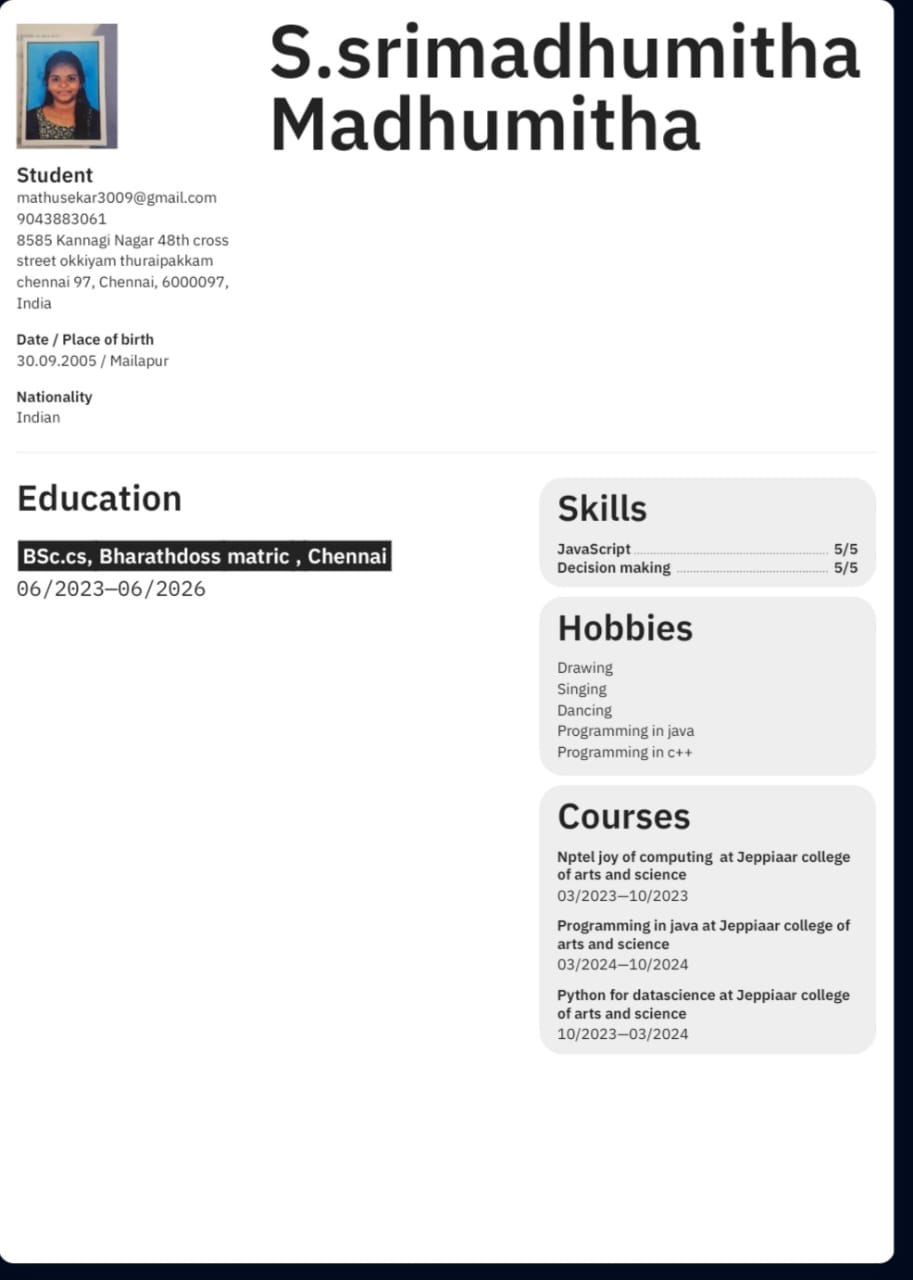 S.srimadhumitha
Madhumitha
Student
mathusekar3009@gmail.com
9043883061
8585 Kannagi Nagar 48th cross
street okkiyam thuraipakkam
chennai 97, Chennai, 6000097,
India
Date / Place of birth
30.09.2005 / Mailapur
Nationality
Indian
Education
BSc.cs, Bharathdoss matric , Chennai
06/2023—06/2026
Skills
JavaScript 5/5
Decision making 5/5
Hobbies
Drawing
Singing
Dancing
Programming in java
Programming in c++
Courses
Nptel joy of computing  at Jeppiaar college
of arts and science
03/2023—10/2023
Programming in java at Jeppiaar college of
arts and science
03/2024—10/2024
Python for datascience at Jeppiaar college
of arts and science
10/2023—03/2024